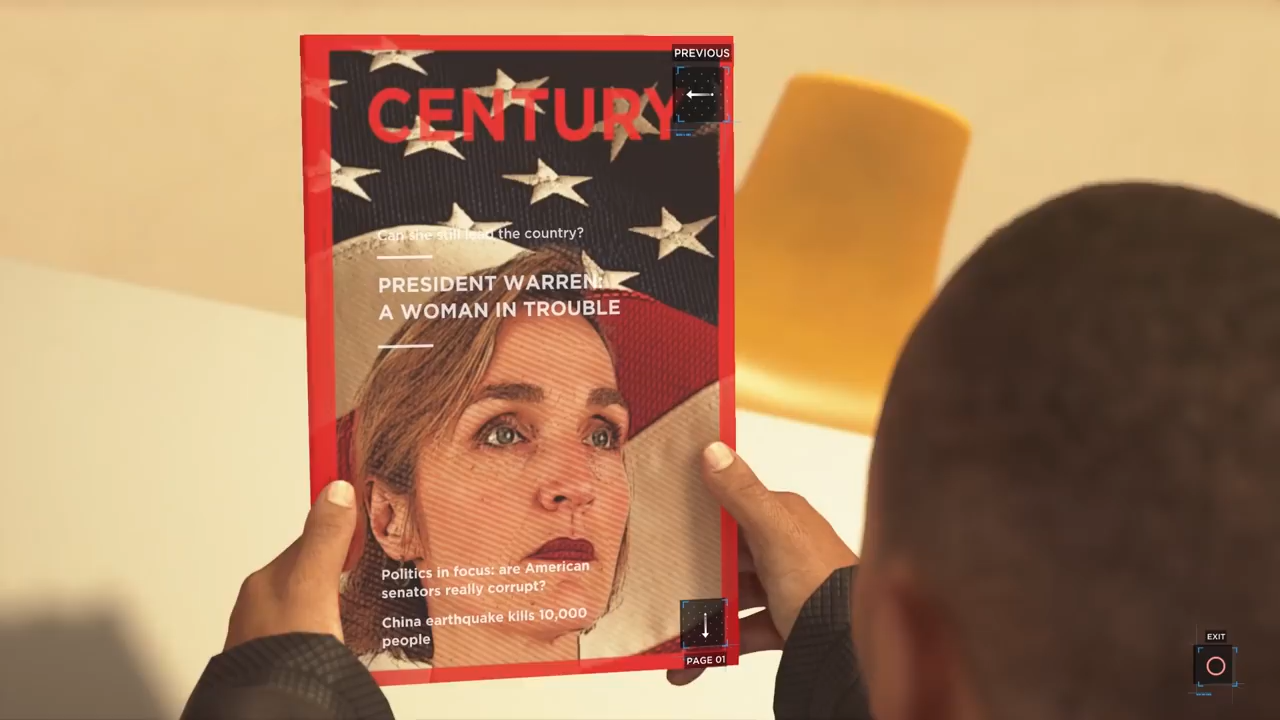 PREVIOUS
CENTURY
Can she still lead the country?
PRESIDENT WARREN:
A WOMAN IN TROUBLE
Politics in focus: are American
senators really corrupt?
China earthquake kills 10,000
people
PAGE 01
EXIT